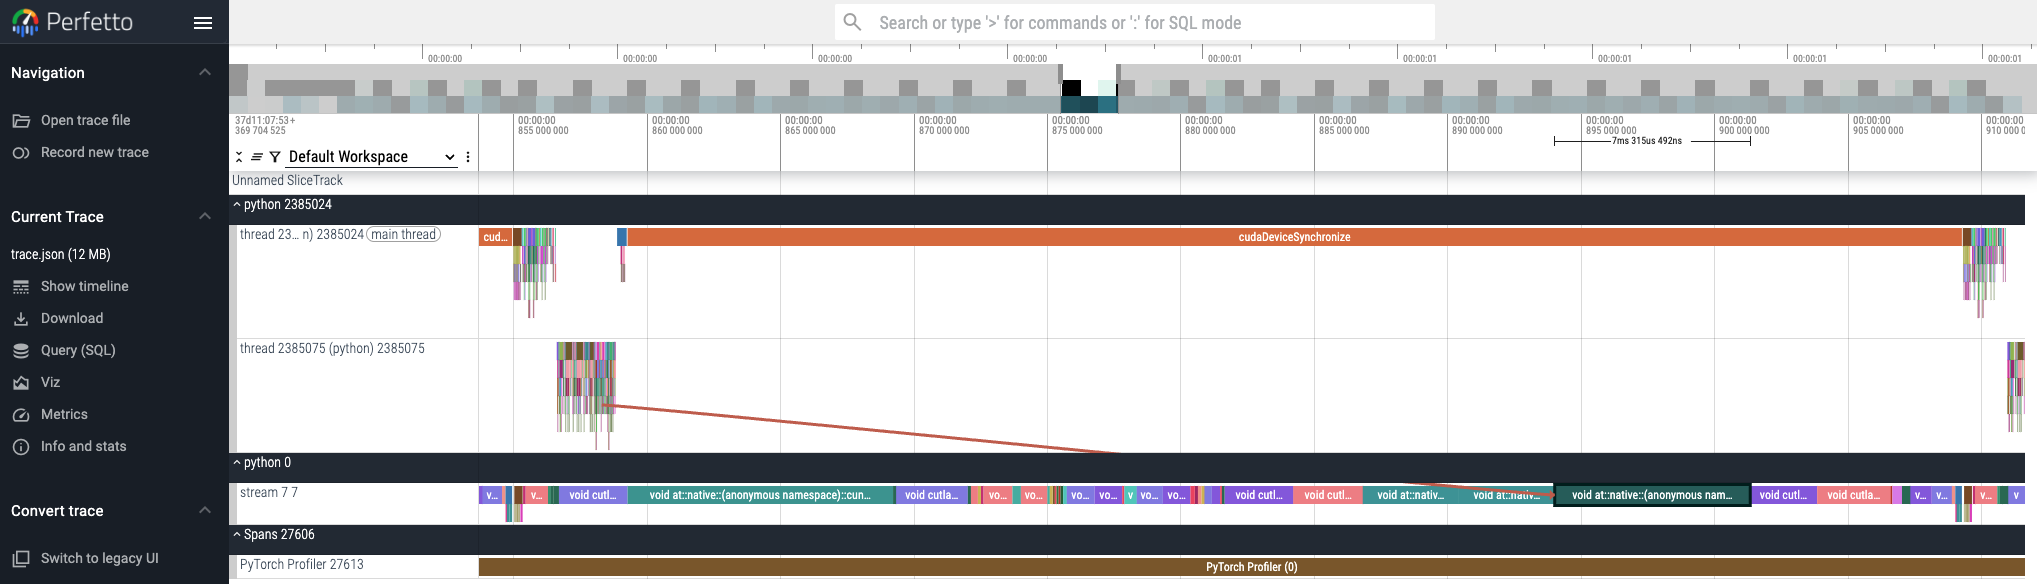 Perfetto
Search or type '>' for commands or ':' for SQL mode
Navigation
Open trace file
Record new trace
Current Trace
trace.json (12 MB)
Show timeline
Download
Query (SQL)
Viz
Metrics
Info and stats
Convert trace
Switch to legacy UI
00:00:00 00:00:00 00:00:00 00:00:00 00:00:01 00:00:01 00:00:01 00:00:01 00:00:01
37d11:07:53+ 00:00:00 00:00:00 00:00:00 00:00:00 00:00:00 00:00:00 00:00:00 00:00:00 00:00:00 00:00:00 00:00:00 00:00:00
369 704 525 855 000 000 860 000 000 865 000 000 870 000 000 875 000 000 880 000 000 885 000 000 890 000 000 895 000 000 900 000 000 905 000 000 910 000 0
7ms 315us 492ns
Default Workspace
Unnamed SliceTrack
python 2385024
thread 23... n) 2385024 main thread
cud... cudaDeviceSynchronize
thread 2385075 (python) 2385075
python 0
stream 7 7
v... v... void cutl... void at::native::(anonymous namespace)::cun... void cutla... vo... vo... vo... vo... v vo... vo... void cutl... void cutl... void at::nativ... void at::nativ... void at::native::(anonymous nam... void cutl... void cutla... v... v... v... v
Spans 27606
PyTorch Profiler 27613
PyTorch Profiler (0)